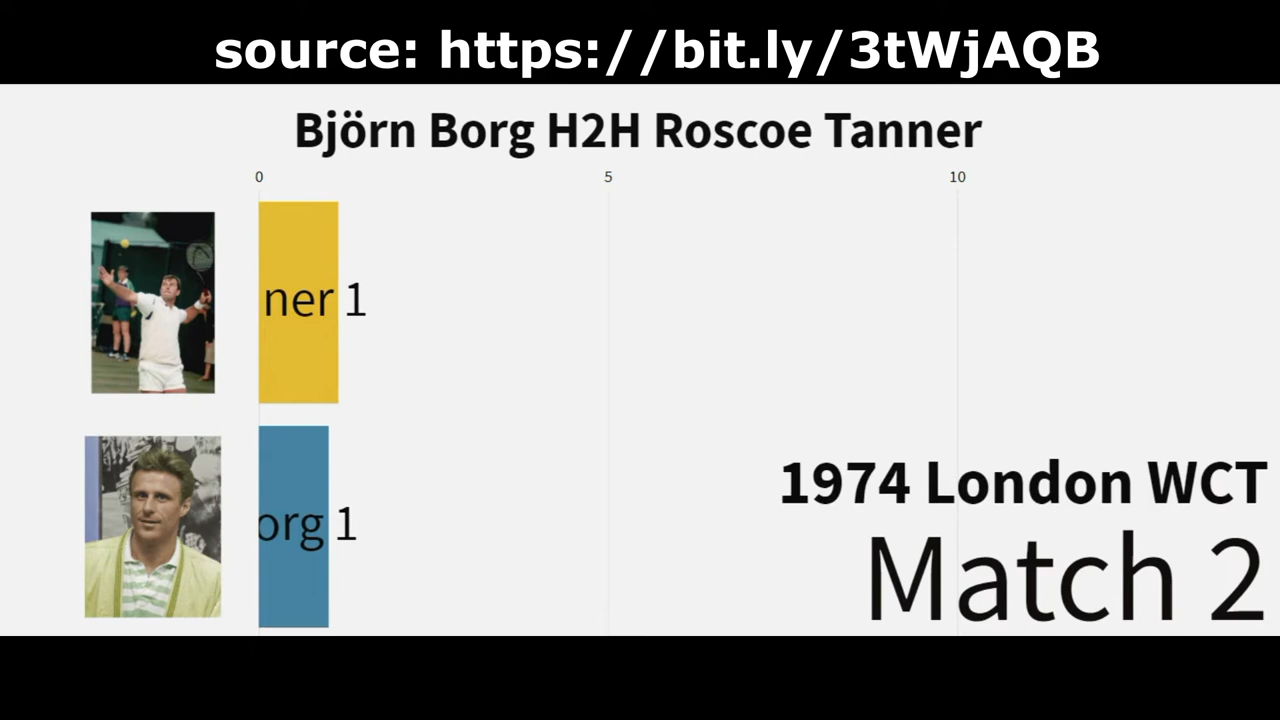 source: https://bit.ly/3tWjAQB
Björn Borg H2H Roscoe Tanner
0 5 10
ner 1
org 1
1974 London WCT
Match 2